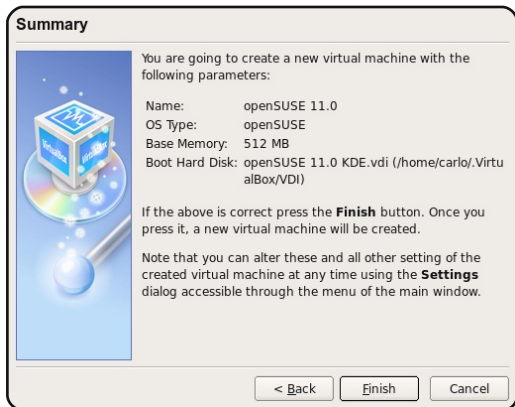 Summary
You are going to create a new virtual machine with the
following parameters:
Name: openSUSE 11.0
OS Type: openSUSE
Base Memory: 512 MB
Boot Hard Disk: openSUSE 11.0 KDE.vdi (/home/carlo/.Virtu
alBox/VDI)
If the above is correct press the Finish button. Once you
press it, a new virtual machine will be created.
Note that you can alter these and all other setting of the
created virtual machine at any time using the Settings
dialog accessible through the menu of the main window.
VirtualBox
VirtualBox
< Back
Finish
Cancel